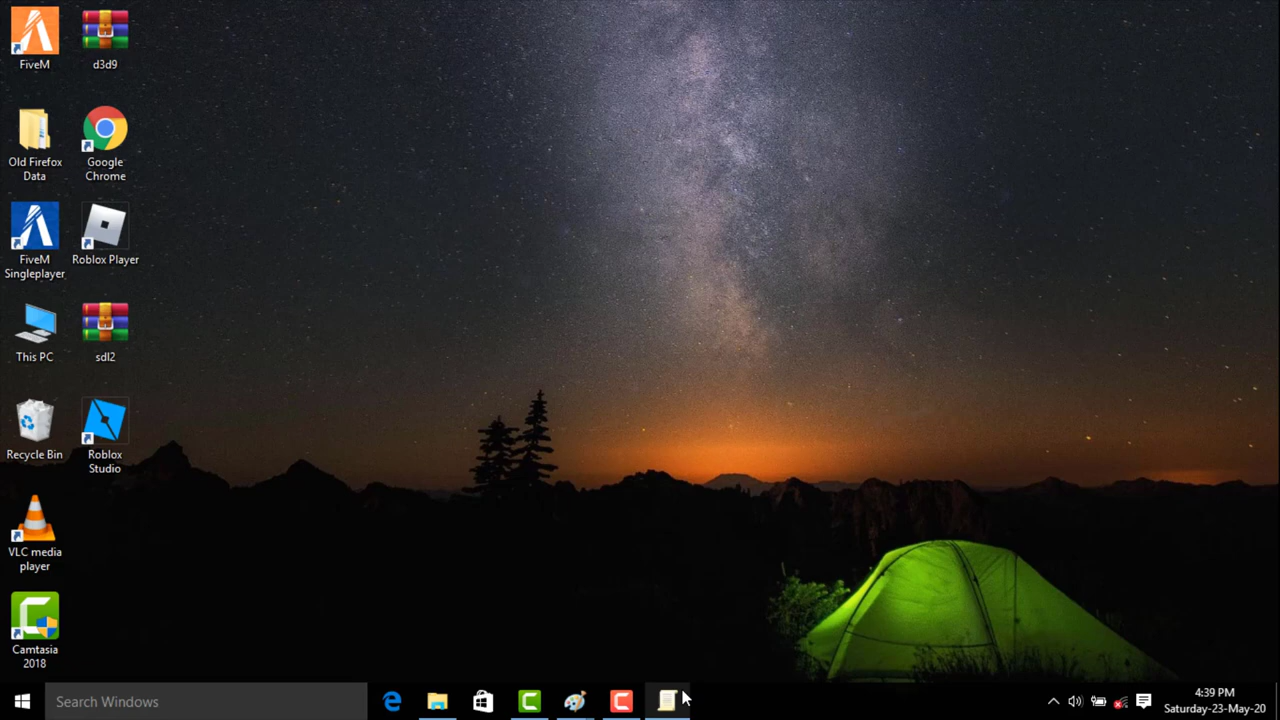 FiveM
d3d9
Old Firefox
Data
Google
Chrome
FiveM
Singleplayer
Roblox Player
This PC
sdl2
Recycle Bin
Roblox
Studio
VLC media
player
Camtasia
2018
Search Windows
4:39 PM
Saturday-23-May-20